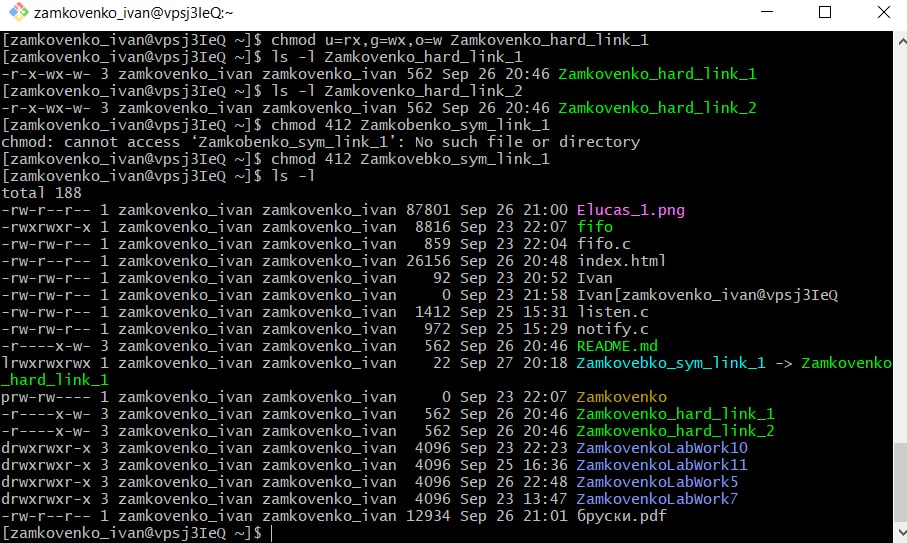 zamkovenko_ivan@vpsj3IeQ:~
[zamkovenko_ivan@vpsj3IeQ ~]$ chmod u=rx,g=wx,o=w Zamkovenko_hard_link_1
[zamkovenko_ivan@vpsj3IeQ ~]$ ls -l Zamkovenko_hard_link_1
-r-x-wx-w- 3 zamkovenko_ivan zamkovenko_ivan 562 Sep 26 20:46 Zamkovenko_hard_link_1
[zamkovenko_ivan@vpsj3IeQ ~]$ ls -l Zamkovenko_hard_link_2
-r-x-wx-w- 3 zamkovenko_ivan zamkovenko_ivan 562 Sep 26 20:46 Zamkovenko_hard_link_2
[zamkovenko_ivan@vpsj3IeQ ~]$ chmod 412 Zamkobenko_sym_link_1
chmod: cannot access ‘Zamkobenko_sym_link_1’: No such file or directory
[zamkovenko_ivan@vpsj3IeQ ~]$ chmod 412 Zamkovebko_sym_link_1
[zamkovenko_ivan@vpsj3IeQ ~]$ ls -l
total 188
-rw-r--r-- 1 zamkovenko_ivan zamkovenko_ivan 87801 Sep 26 21:00 Elucas_1.png
-rwxrwxr-x 1 zamkovenko_ivan zamkovenko_ivan  8816 Sep 23 22:07 fifo
-rw-rw-r-- 1 zamkovenko_ivan zamkovenko_ivan   859 Sep 23 22:04 fifo.c
-rw-rw-r-- 1 zamkovenko_ivan zamkovenko_ivan 26156 Sep 26 20:48 index.html
-rw-rw-r-- 1 zamkovenko_ivan zamkovenko_ivan    92 Sep 23 20:52 Ivan
-rw-rw-r-- 1 zamkovenko_ivan zamkovenko_ivan     0 Sep 23 21:58 Ivan[zamkovenko_ivan@vpsj3IeQ
-rw-rw-r-- 1 zamkovenko_ivan zamkovenko_ivan  1412 Sep 25 15:31 listen.c
-rw-rw-r-- 1 zamkovenko_ivan zamkovenko_ivan   972 Sep 25 15:29 notify.c
-r----x-w- 3 zamkovenko_ivan zamkovenko_ivan   562 Sep 26 20:46 README.md
lrwxrwxrwx 1 zamkovenko_ivan zamkovenko_ivan    22 Sep 27 20:18 Zamkovebko_sym_link_1 -> Zamkovenko
_hard_link_1
prw-rw---- 1 zamkovenko_ivan zamkovenko_ivan     0 Sep 23 22:07 Zamkovenko
-r----x-w- 3 zamkovenko_ivan zamkovenko_ivan   562 Sep 26 20:46 Zamkovenko_hard_link_1
-r----x-w- 3 zamkovenko_ivan zamkovenko_ivan   562 Sep 26 20:46 Zamkovenko_hard_link_2
drwxrwxr-x 3 zamkovenko_ivan zamkovenko_ivan  4096 Sep 23 22:23 ZamkovenkoLabWork10
drwxrwxr-x 3 zamkovenko_ivan zamkovenko_ivan  4096 Sep 25 16:36 ZamkovenkoLabWork11
drwxrwxr-x 3 zamkovenko_ivan zamkovenko_ivan  4096 Sep 26 22:48 ZamkovenkoLabWork5
drwxrwxr-x 3 zamkovenko_ivan zamkovenko_ivan  4096 Sep 23 13:47 ZamkovenkoLabWork7
-rw-r--r-- 1 zamkovenko_ivan zamkovenko_ivan 12934 Sep 26 21:01 бруски.pdf
[zamkovenko_ivan@vpsj3IeQ ~]$